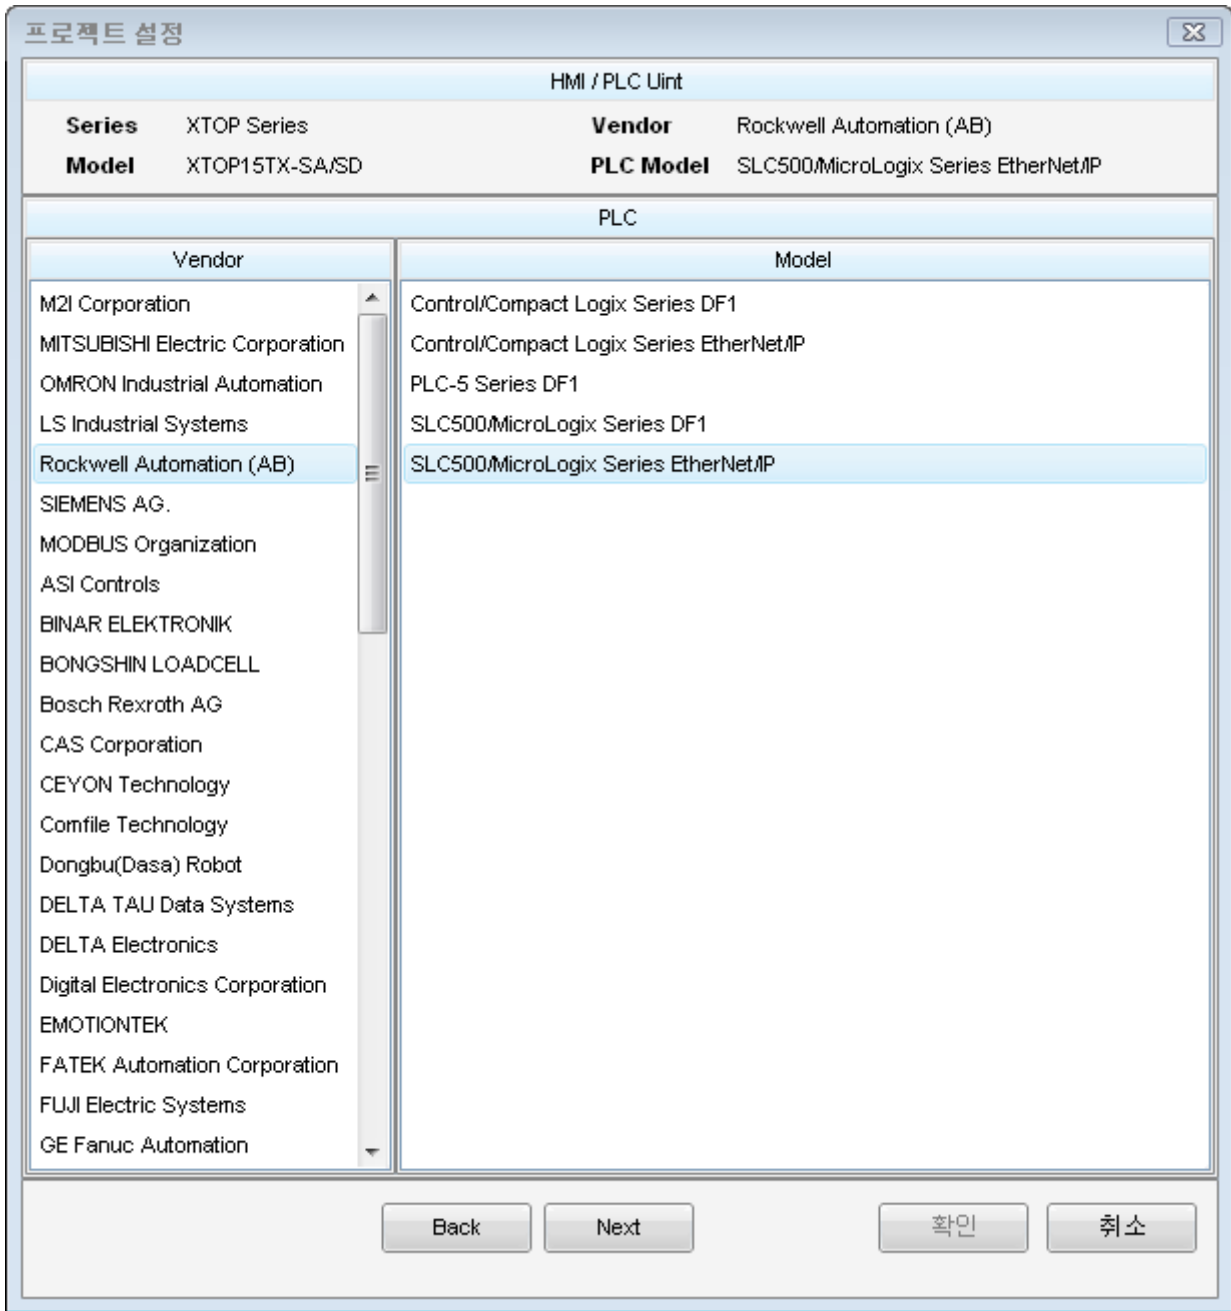 프로젝트 설정
HMI / PLC Uint
Series XTOP Series Vendor Rockwell Automation (AB)
Model XTOP15TX-SA/SD PLC Model SLC500/MicroLogix Series EtherNet/IP
PLC
Vendor
M2I Corporation
MITSUBISHI Electric Corporation
OMRON Industrial Automation
LS Industrial Systems
Rockwell Automation (AB)
SIEMENS AG.
MODBUS Organization
ASI Controls
BINAR ELEKTRONIK
BONGSHIN LOADCELL
Bosch Rexroth AG
CAS Corporation
CEYON Technology
Comfile Technology
Dongbu(Dasa) Robot
DELTA TAU Data Systems
DELTA Electronics
Digital Electronics Corporation
EMOTIONTEK
FATEK Automation Corporation
FUJI Electric Systems
GE Fanuc Automation
Model
Control/Compact Logix Series DF1
Control/Compact Logix Series EtherNet/IP
PLC-5 Series DF1
SLC500/MicroLogix Series DF1
SLC500/MicroLogix Series EtherNet/IP
Back Next 확인 취소